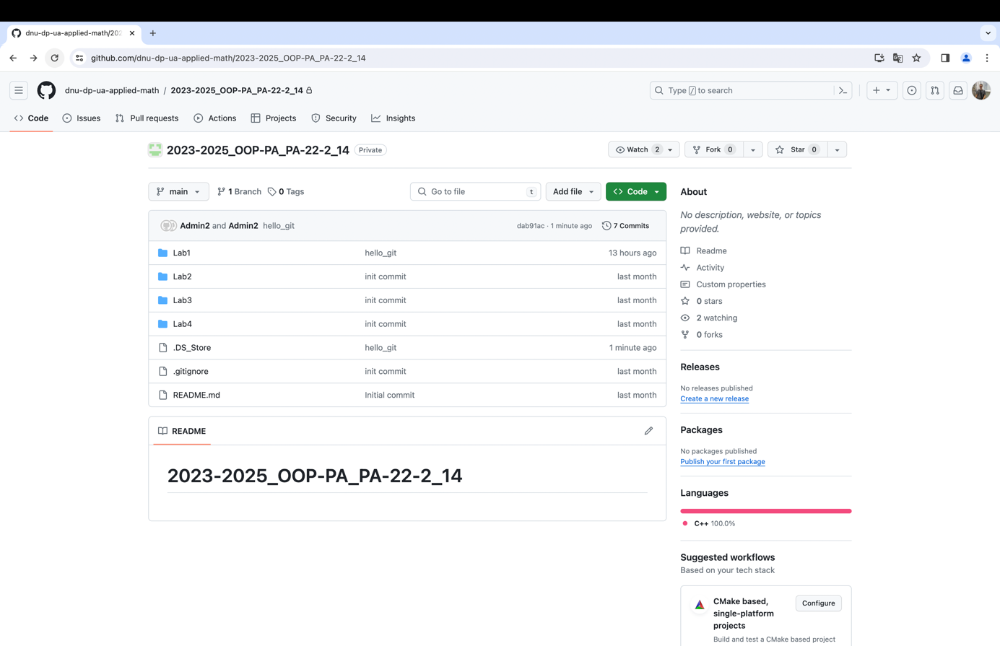 dnu-dp-ua-applied-math/202
github.com/dnu-dp-ua-applied-math/2023-2025_OOP-PA_PA-22-2_14
dnu-dp-ua-applied-math / 2023-2025_OOP-PA_PA-22-2_14
Type / to search
Code Issues Pull requests Actions Projects Security Insights
2023-2025_OOP-PA_PA-22-2_14 Private
Watch 2 Fork 0 Star 0
main 1 Branch 0 Tags Go to file t Add file Code
Admin2 and Admin2 hello_git dab91ac · 1 minute ago 7 Commits
Lab1 hello_git 13 hours ago
Lab2 init commit last month
Lab3 init commit last month
Lab4 init commit last month
.DS_Store hello_git 1 minute ago
.gitignore init commit last month
README.md Initial commit last month
README
2023-2025_OOP-PA_PA-22-2_14
About
No description, website, or topics
provided.
Readme
Activity
Custom properties
0 stars
2 watching
0 forks
Releases
No releases published
Create a new release
Packages
No packages published
Publish your first package
Languages
C++ 100.0%
Suggested workflows
Based on your tech stack
CMake based,
single-platform
projects
Configure
Build and test a CMake based project